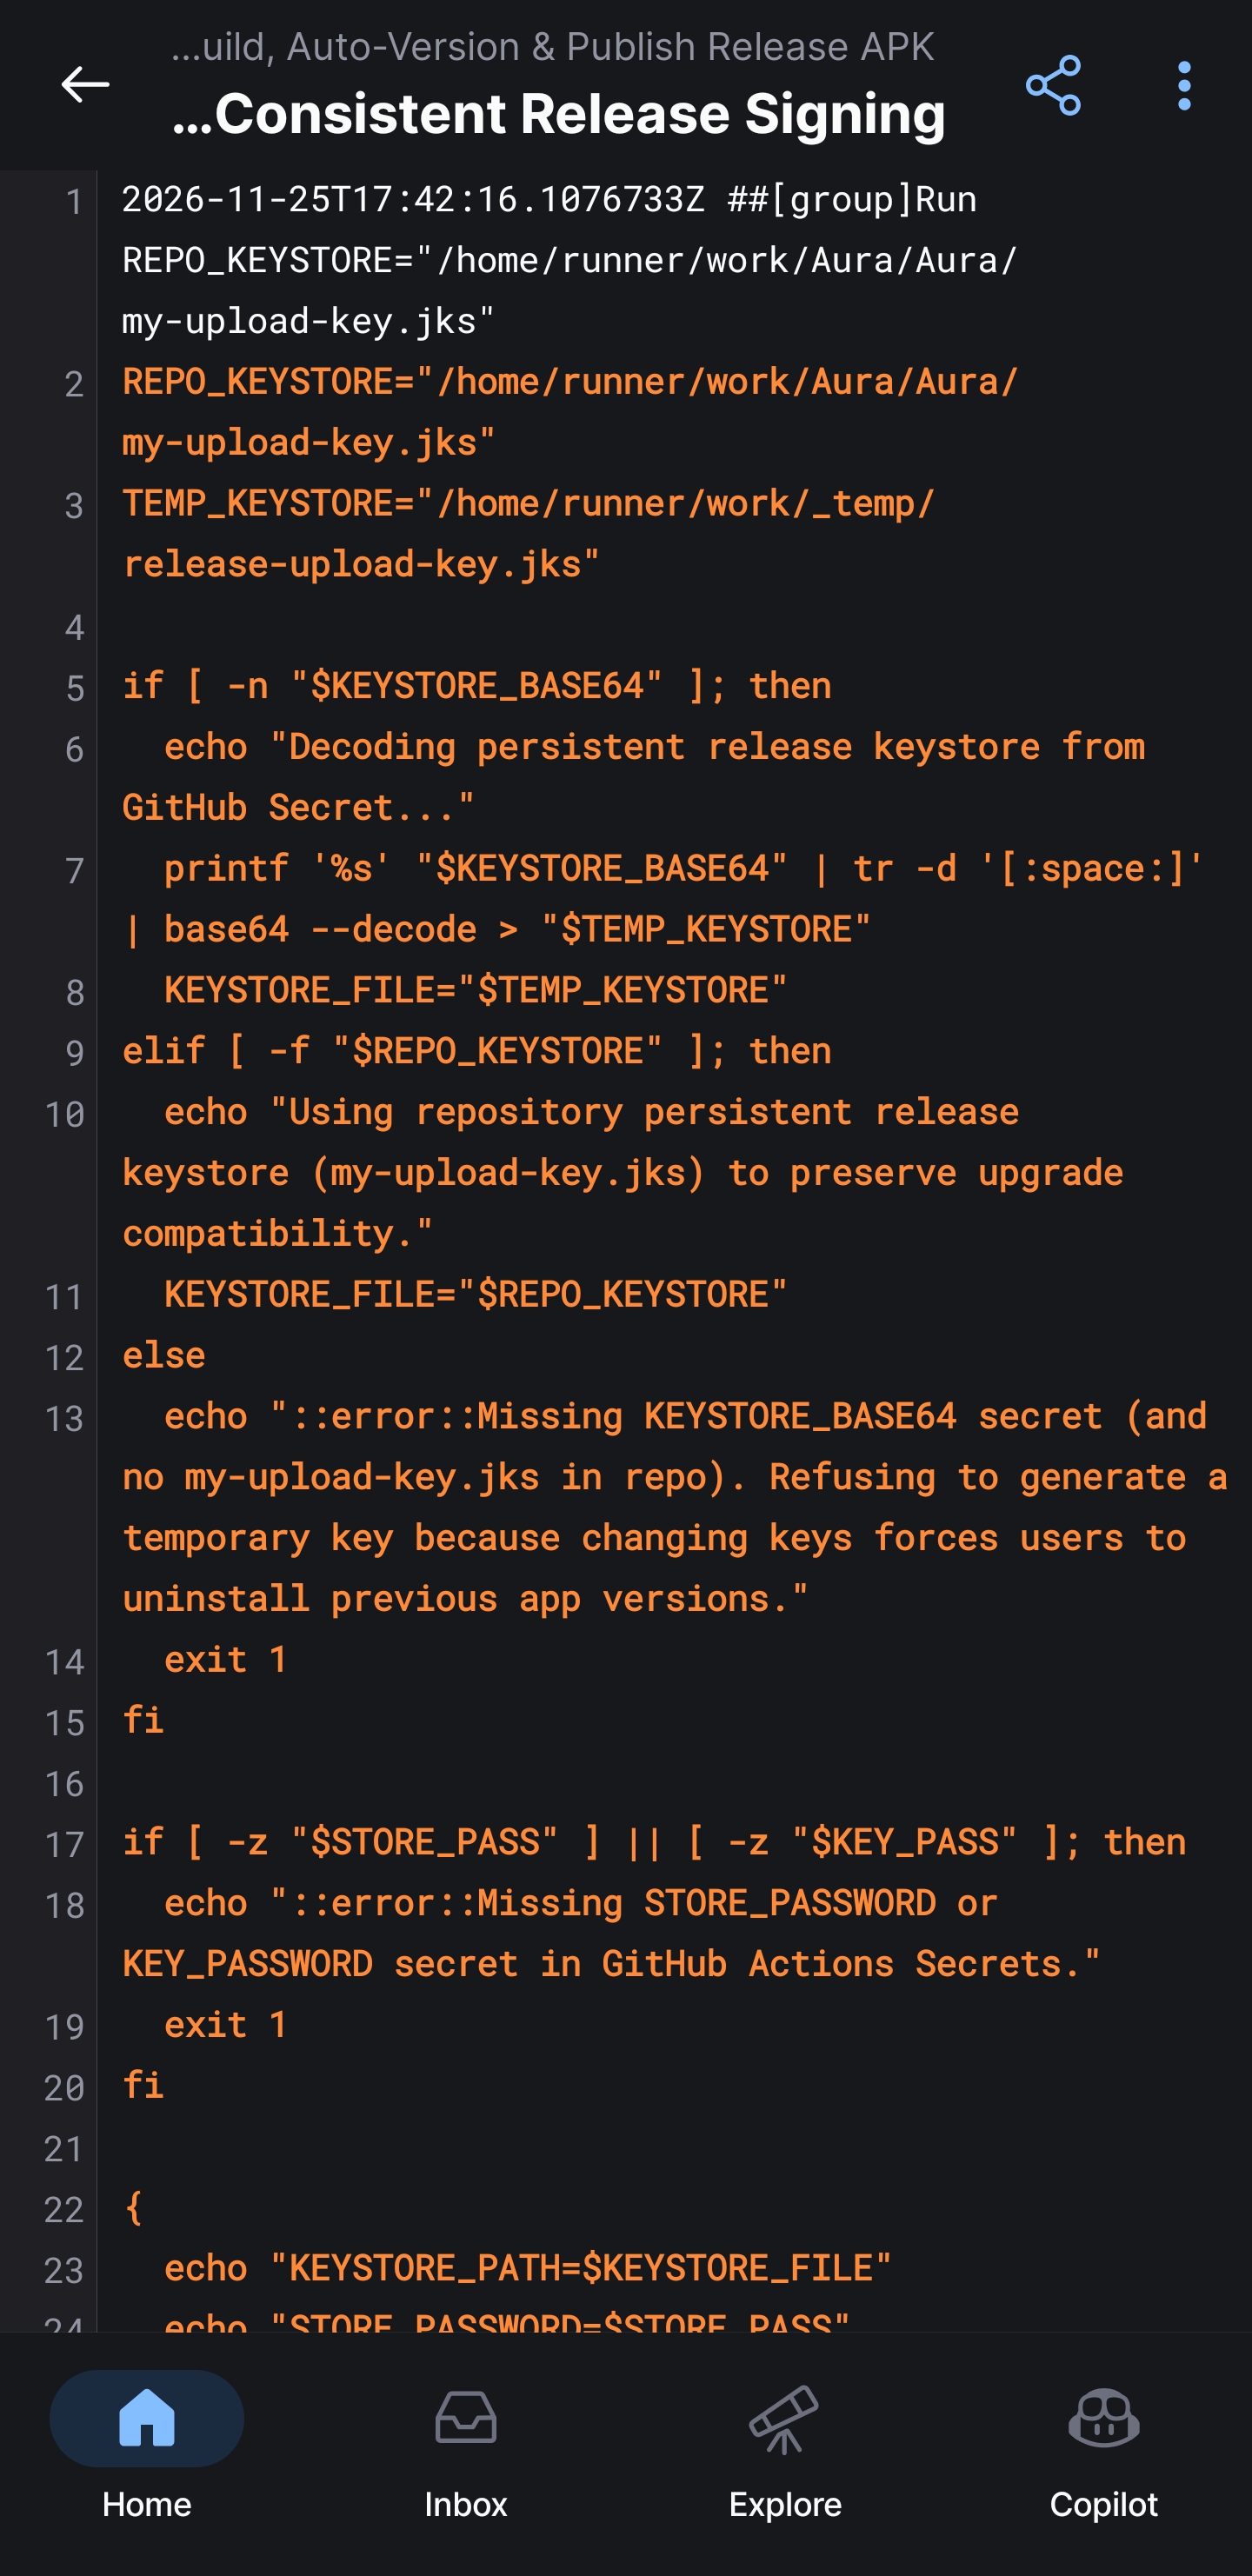 ...uild, Auto-Version & Publish Release APK
...Consistent Release Signing
1 2026-11-25T17:42:16.1076733Z ##[group]Run
REPO_KEYSTORE="/home/runner/work/Aura/Aura/
my-upload-key.jks"
2 REPO_KEYSTORE="/home/runner/work/Aura/Aura/
my-upload-key.jks"
3 TEMP_KEYSTORE="/home/runner/work/_temp/
release-upload-key.jks"
4
5 if [ -n "$KEYSTORE_BASE64" ]; then
6   echo "Decoding persistent release keystore from
GitHub Secret..."
7   printf '%s' "$KEYSTORE_BASE64" | tr -d '[:space:]'
| base64 --decode > "$TEMP_KEYSTORE"
8   KEYSTORE_FILE="$TEMP_KEYSTORE"
9 elif [ -f "$REPO_KEYSTORE" ]; then
10   echo "Using repository persistent release
keystore (my-upload-key.jks) to preserve upgrade
compatibility."
11   KEYSTORE_FILE="$REPO_KEYSTORE"
12 else
13   echo "::error::Missing KEYSTORE_BASE64 secret (and
no my-upload-key.jks in repo). Refusing to generate a
temporary key because changing keys forces users to
uninstall previous app versions."
14   exit 1
15 fi
16
17 if [ -z "$STORE_PASS" ] || [ -z "$KEY_PASS" ]; then
18   echo "::error::Missing STORE_PASSWORD or
KEY_PASSWORD secret in GitHub Actions Secrets."
19   exit 1
20 fi
21
22 {
23   echo "KEYSTORE_PATH=$KEYSTORE_FILE"
24   echo "STORE_PASSWORD=$STORE_PASS"
Home
Inbox
Explore
Copilot